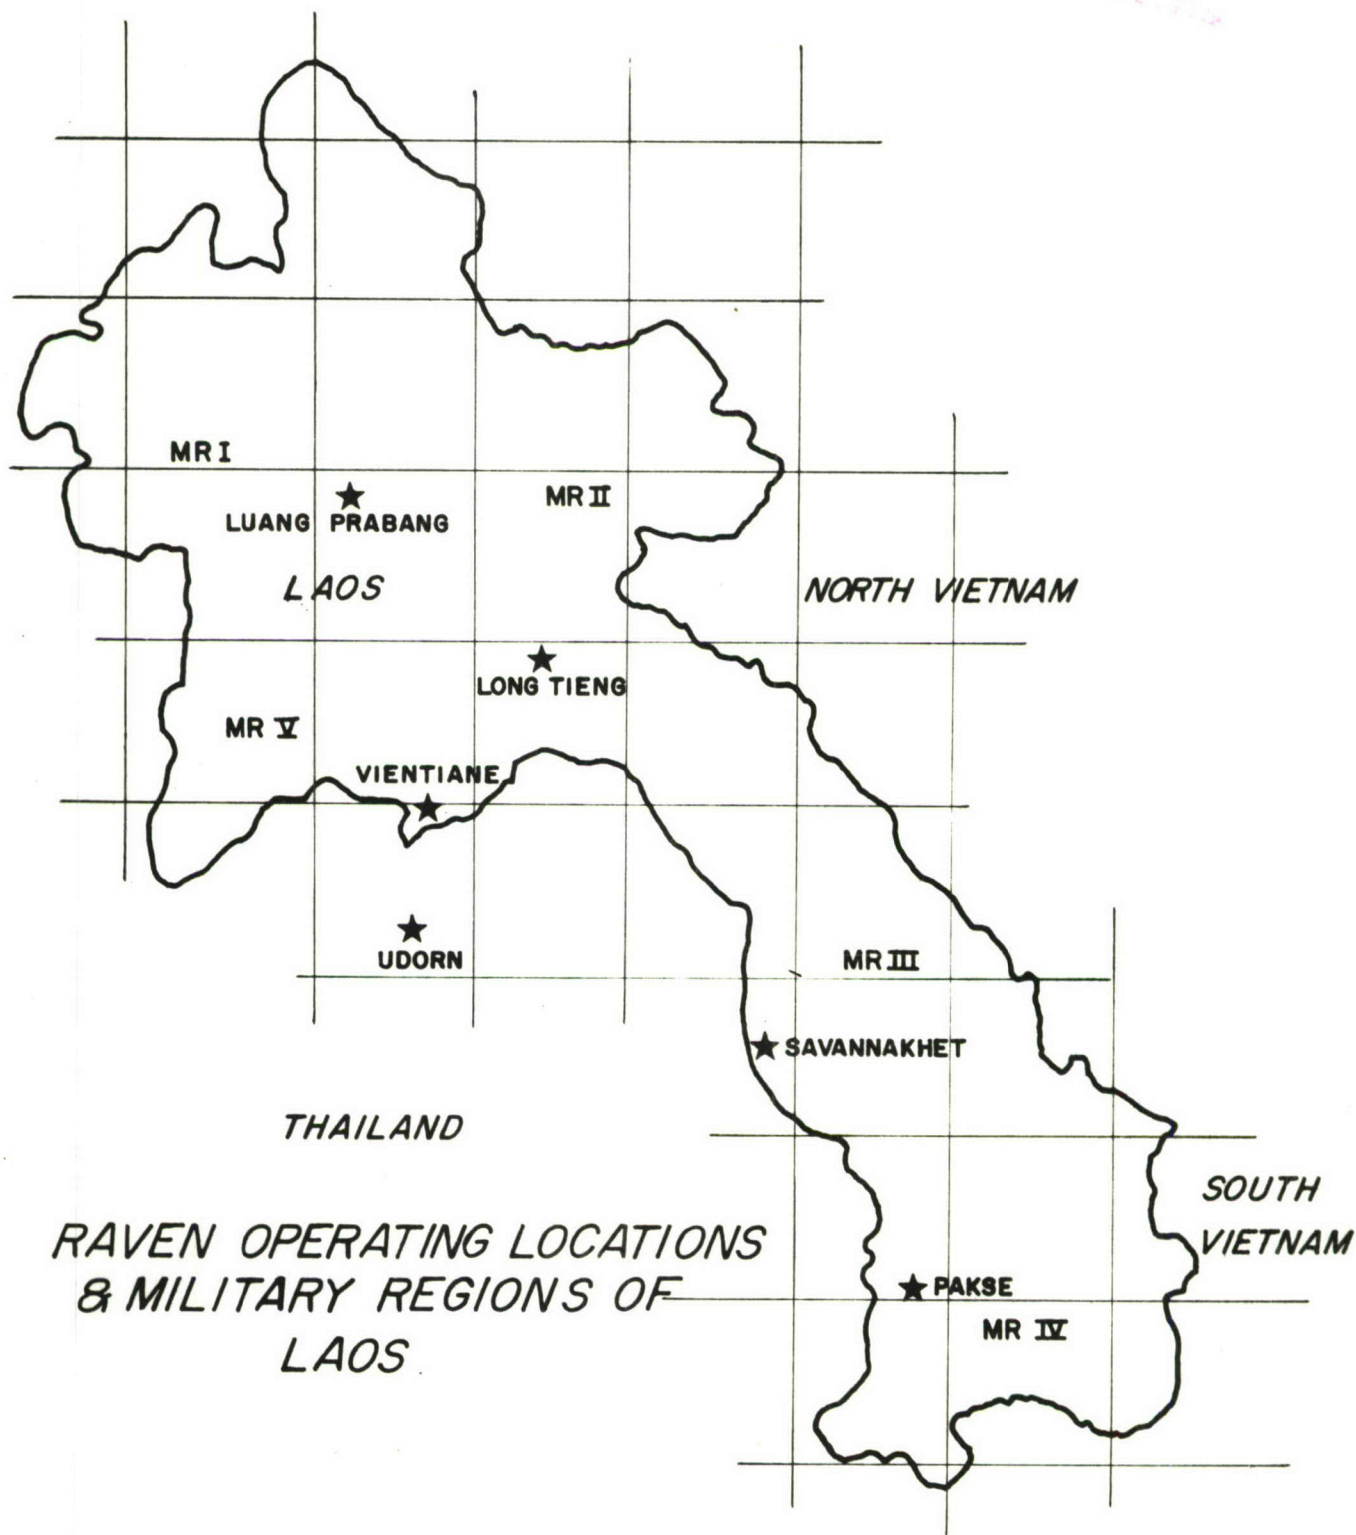 MR I
MR II
LUANG PRABANG
LAOS
NORTH VIETNAM
LONG TIENG
MR V
VIENTIANE
UDORN
MR III
SAVANNAKHET
THAILAND
SOUTH
VIETNAM
RAVEN OPERATING LOCATIONS
& MILITARY REGIONS OF
LAOS
PAKSE
MR IV